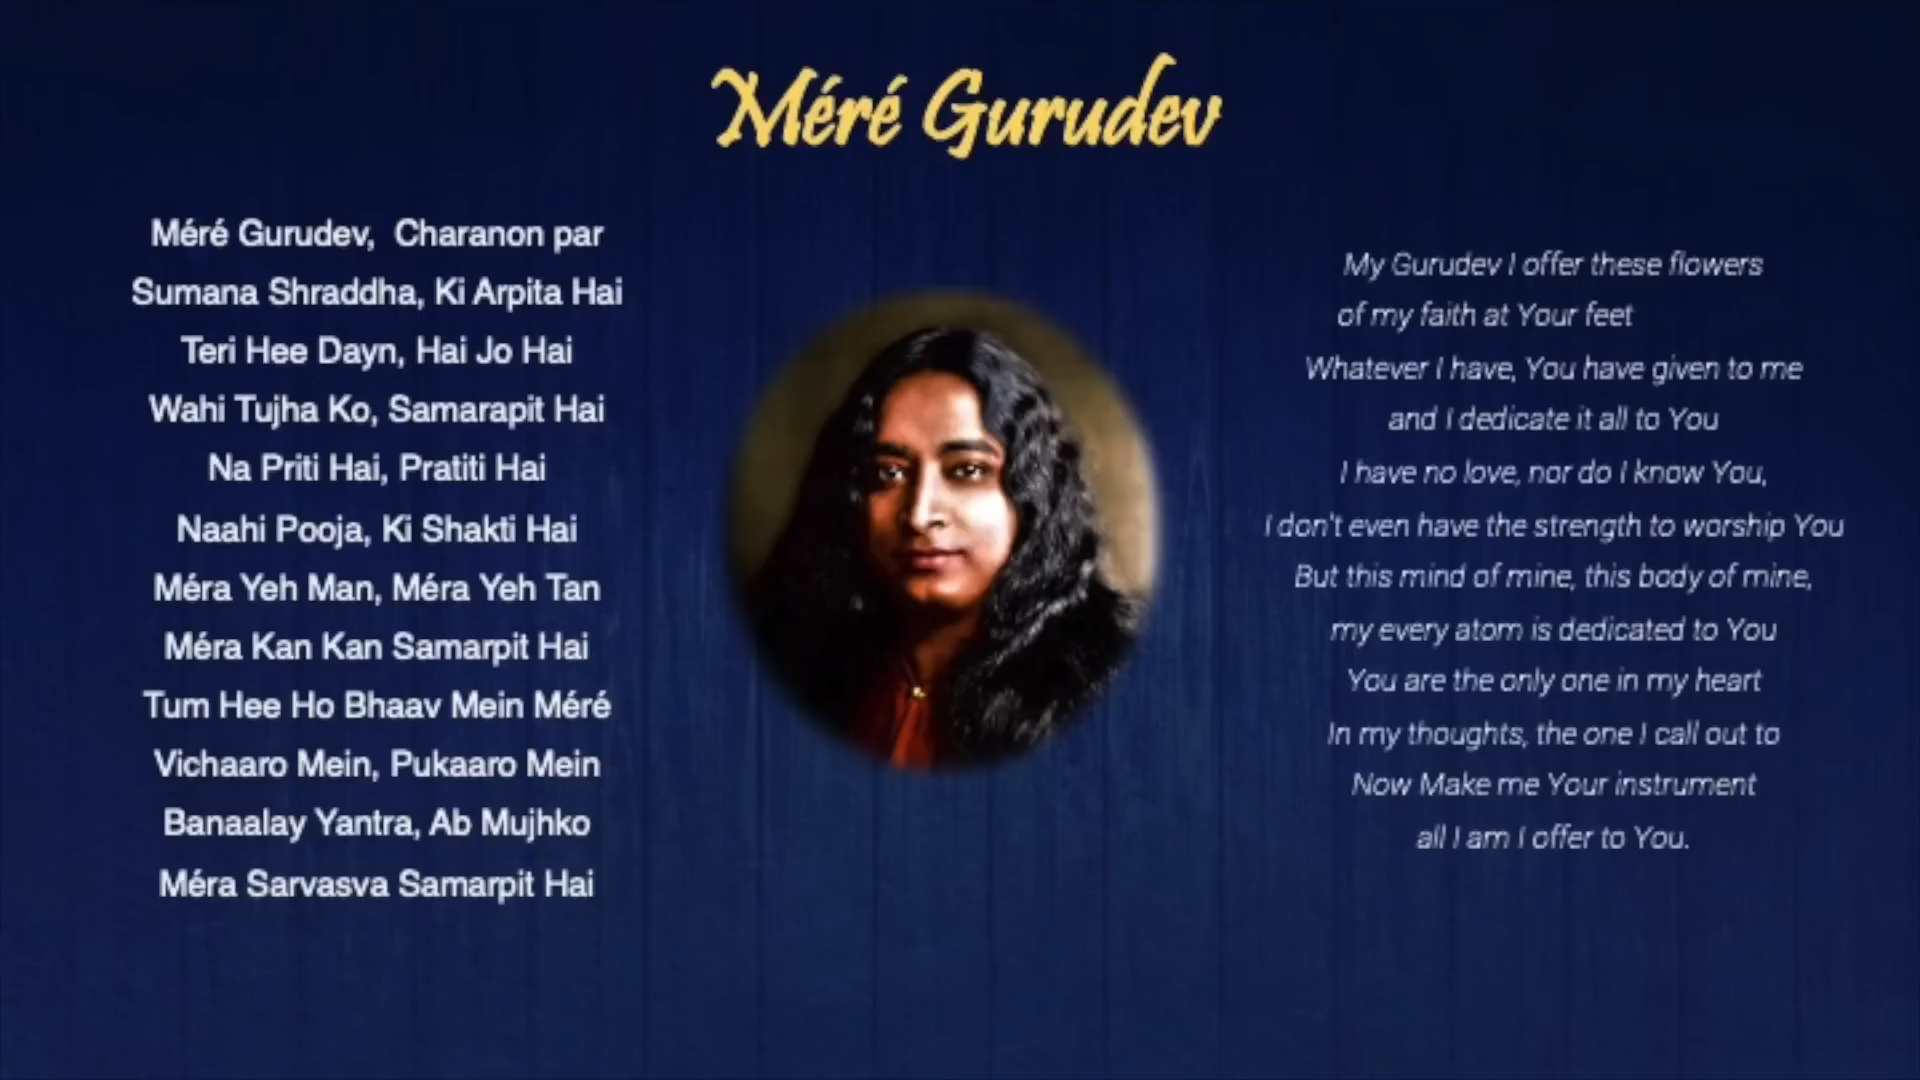 Méré Gurudev
Méré Gurudev, Charanon par
Sumana Shraddha, Ki Arpita Hai
Teri Hee Dayn, Hai Jo Hai
Wahi Tujha Ko, Samarapit Hai
Na Priti Hai, Pratiti Hai
Naahi Pooja, Ki Shakti Hai
Méra Yeh Man, Méra Yeh Tan
Méra Kan Kan Samarpit Hai
Tum Hee Ho Bhaav Mein Méré
Vichaaro Mein, Pukaaro Mein
Banaalay Yantra, Ab Mujhko
Méra Sarvasva Samarpit Hai
My Gurudev I offer these flowers
of my faith at Your feet
Whatever I have, You have given to me
and I dedicate it all to You
I have no love, nor do I know You,
I don't even have the strength to worship You
But this mind of mine, this body of mine,
my every atom is dedicated to You
You are the only one in my heart
In my thoughts, the one I call out to
Now Make me Your instrument
all I am I offer to You.